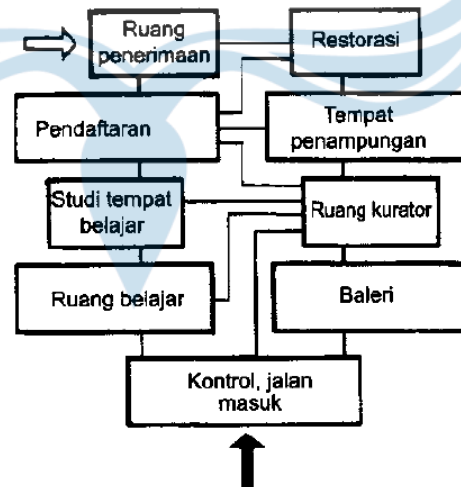 Ruang
penerimaan
Restorasi
Pendaftaran
Tempat
penampungan
Studi tempat
belajar
Ruang kurator
Ruang belajar
Baleri
Kontrol, jalan
masuk